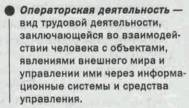 Операторская деятельность —
вид трудовой деятельности,
заключающейся во взаимодей-
ствии человека с объектами,
явлениями внешнего мира и
управлении ими через информа-
ционные системы и средства
управления.